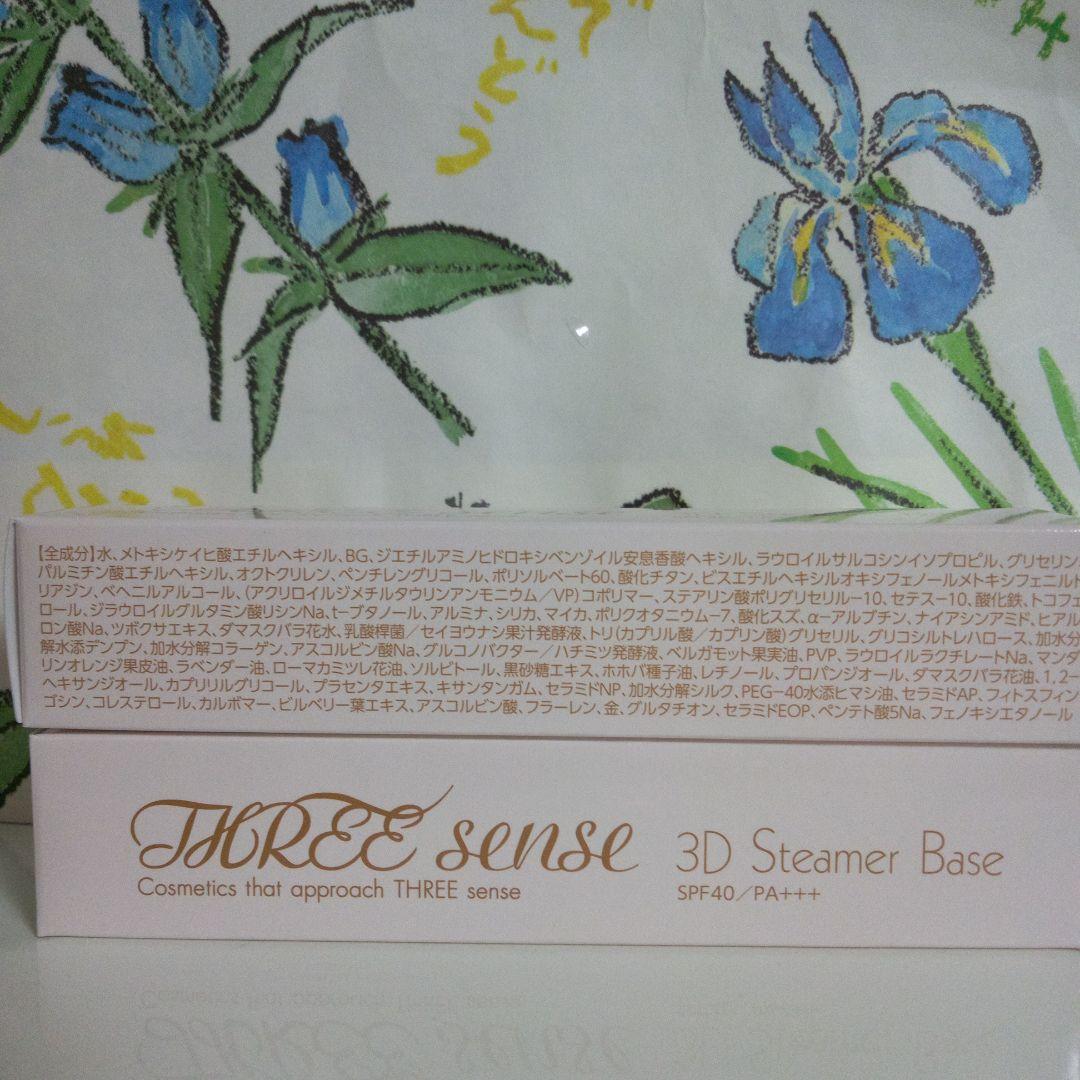 んどう
【全成分】水、メトキシケイヒ酸エチルヘキシル、BG、ジエチルアミノヒドロキシベンゾイル安息香酸ヘキシル、ラウロイルサルコシンイソプロピル、グリセリン
パルミチン酸エチルヘキシル、オクトクリレン、ペンチレングリコール、ポリソルベート60、酸化チタン、ビスエチルヘキシルオキシフェノールメトキシフェニルト
リアジン、ベヘニルアルコール、(アクリロイルジメチルタウリンアンモニウム/VP)コポリマー、ステアリン酸ポリグリセリル-10、セテス-10、酸化鉄、トコフェ
ロール、ジラウロイルグルタミン酸リシンNa、t-ブタノール、アルミナ、シリカ、マイカ、ポリクオタニウム-7、酸化スズ、α-アルブチン、ナイアシンアミド、ヒアル
ロン酸Na、ツボクサエキス、ダマスクバラ花水、乳酸桿菌/セイヨウナシ果汁発酵液、トリ(カプリル酸/カプリン酸)グリセリル、グリコシルトレハロース、加水分
解水添デンプン、加水分解コラーゲン、アスコルビン酸Na、グルコノバクター/ハチミツ発酵液、ベルガモット果実油、PVP、ラウロイルラクチレートNa、マンダ
リンオレンジ果皮油、ラベンダー油、ローマカミツレ花油、ソルビトール、黒砂糖エキス、ホホバ種子油、レチノール、プロパンジオール、ダマスクバラ花油、1,2-
ヘキサンジオール、カプリリルグリコール、プラセンタエキス、キサンタンガム、セラミドNP、加水分解シルク、PEG-40水添ヒマシ油、セラミドAP、フィトスフィン
ゴシン、コレステロール、カルボマー、ビルベリー葉エキス、アスコルビン酸、フラーレン、金、グルタチオン、セラミドEOP、ペンテト酸5Na、フェノキシエタノール
THREE sense 3D Steamer Base
Cosmetics that approach THREE sense SPF40/PA+++